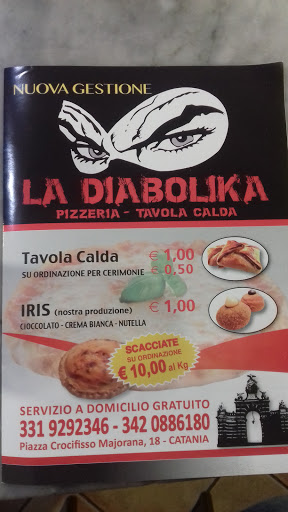 NUOVA GESTIONE
LA DIABOLIKA
PIZZERIA - TAVOLA CALDA
Tavola Calda € 1,00
SU ORDINAZIONE PER CERIMONIE € 0,50
IRIS (nostra produzione) € 1,00
CIOCCOLATO - CREMA BIANCA - NUTELLA
SCACCIATE
SU ORDINAZIONE
€ 10,00 al Kg
SERVIZIO A DOMICILIO GRATUITO
331 9292346 - 342 0886180
Piazza Crocifisso Majorana, 18 - CATANIA